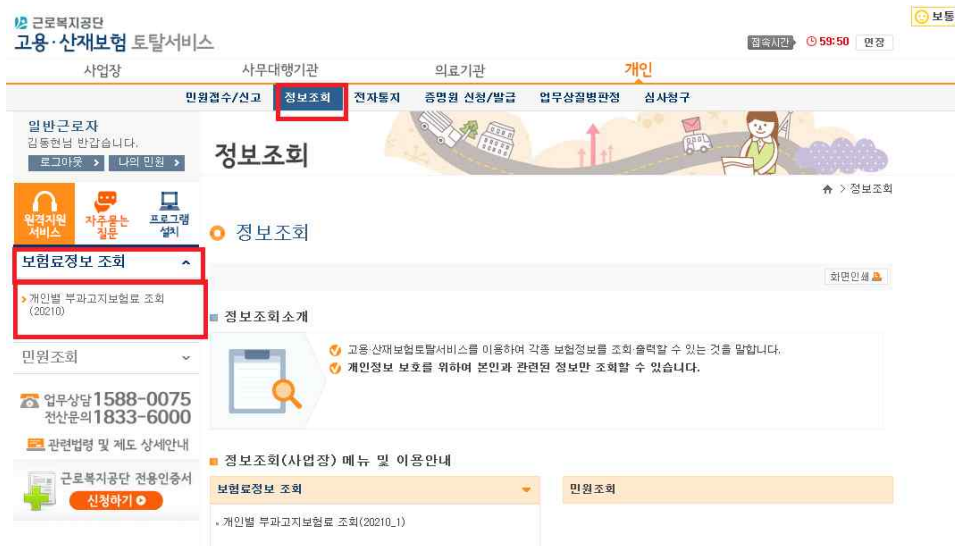 보통
근로복지공단
고용·산재보험 토탈서비스
접속시간 59:50 연장
사업장 사무대행기관 의료기관 개인
민원접수/신고 정보조회 전자통지 증명원 신청/발급 업무상질병판정 심사청구
일반근로자
김동현님 반갑습니다.
로그아웃 > 나의 민원 >
정보조회
> 정보조회
원격지원
서비스
자주묻는
질문
프로그램
설치
정보조회
보험료정보 조회
화면인쇄
개인별 부과고지보험료 조회
(20210)
정보조회소개
고용·산재보험토탈서비스를 이용하여 각종 보험정보를 조회·출력할 수 있는 것을 말합니다.
개인정보 보호를 위하여 본인과 관련된 정보만 조회할 수 있습니다.
민원조회
업무상담 1588-0075
전산문의 1833-6000
관련법령 및 제도 상세안내
근로복지공단 전용인증서
신청하기
정보조회(사업장) 메뉴 및 이용안내
보험료정보 조회
민원조회
개인별 부과고지보험료 조회(20210_1)